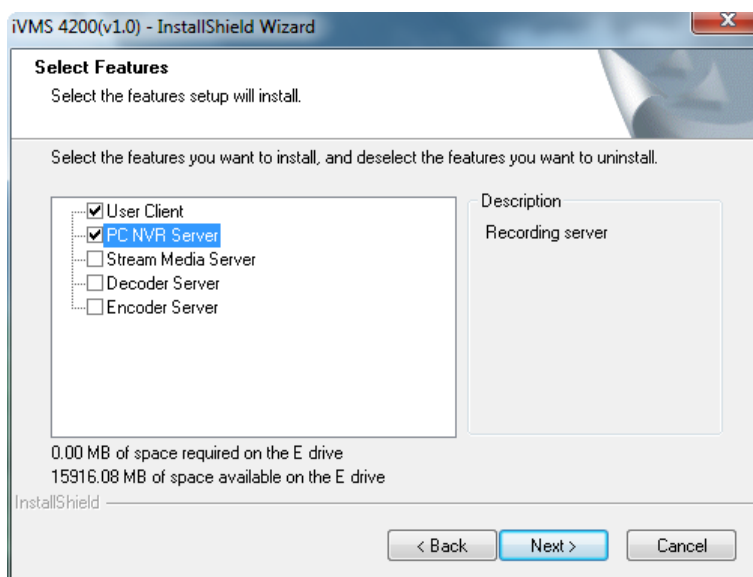 iVMS 4200(v1.0) - InstallShield Wizard
Select Features
Select the features setup will install.
Select the features you want to install, and deselect the features you want to uninstall.
User Client
PC NVR Server
Stream Media Server
Decoder Server
Encoder Server
Description
Recording server
0.00 MB of space required on the E drive
15916.08 MB of space available on the E drive
InstallShield
< Back
Next >
Cancel